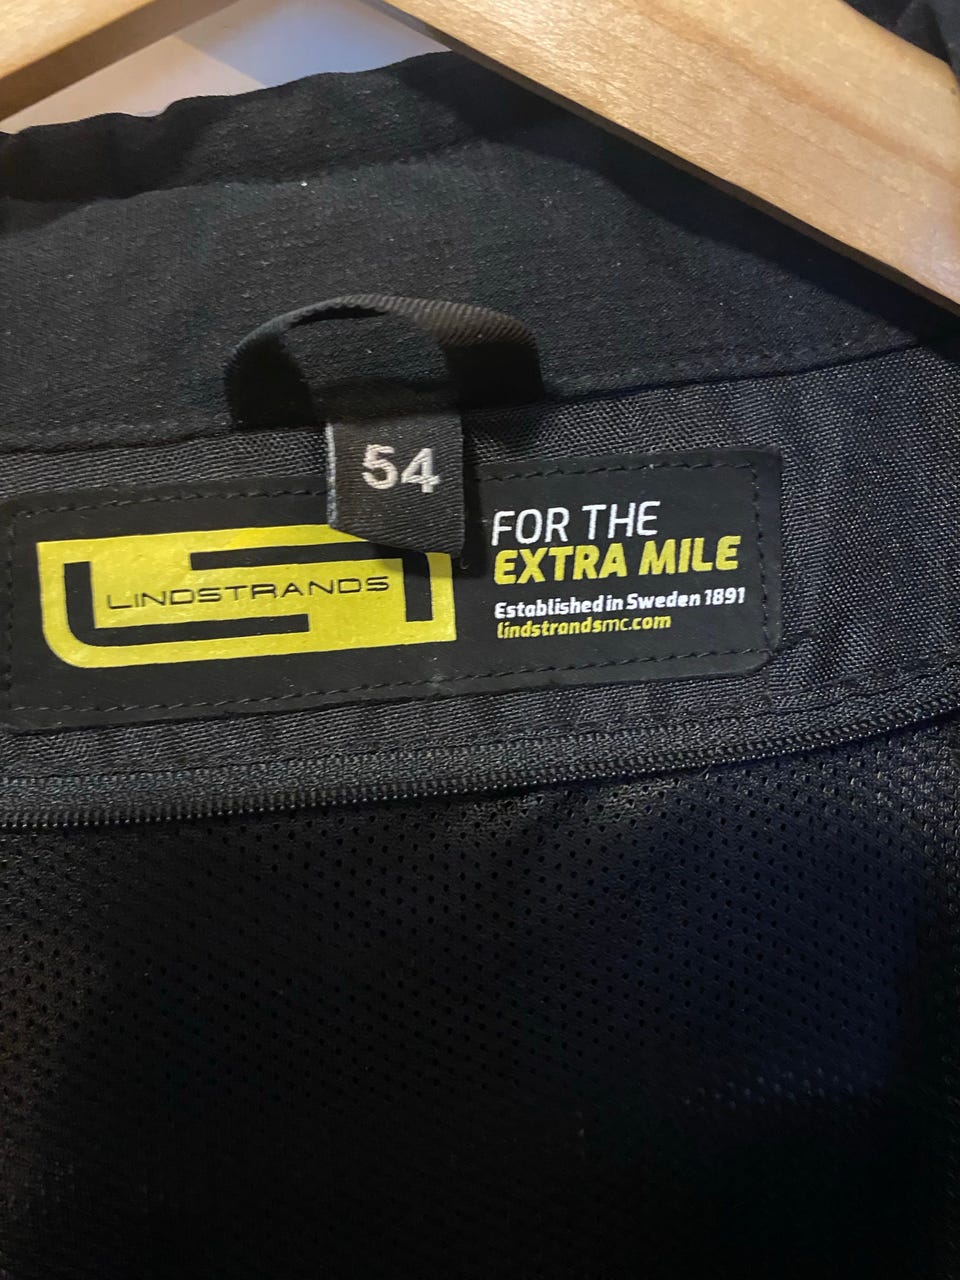 54
LINDSTRANDS
FOR THE
EXTRA MILE
Established in Sweden 1891
lindstrandsmc.com